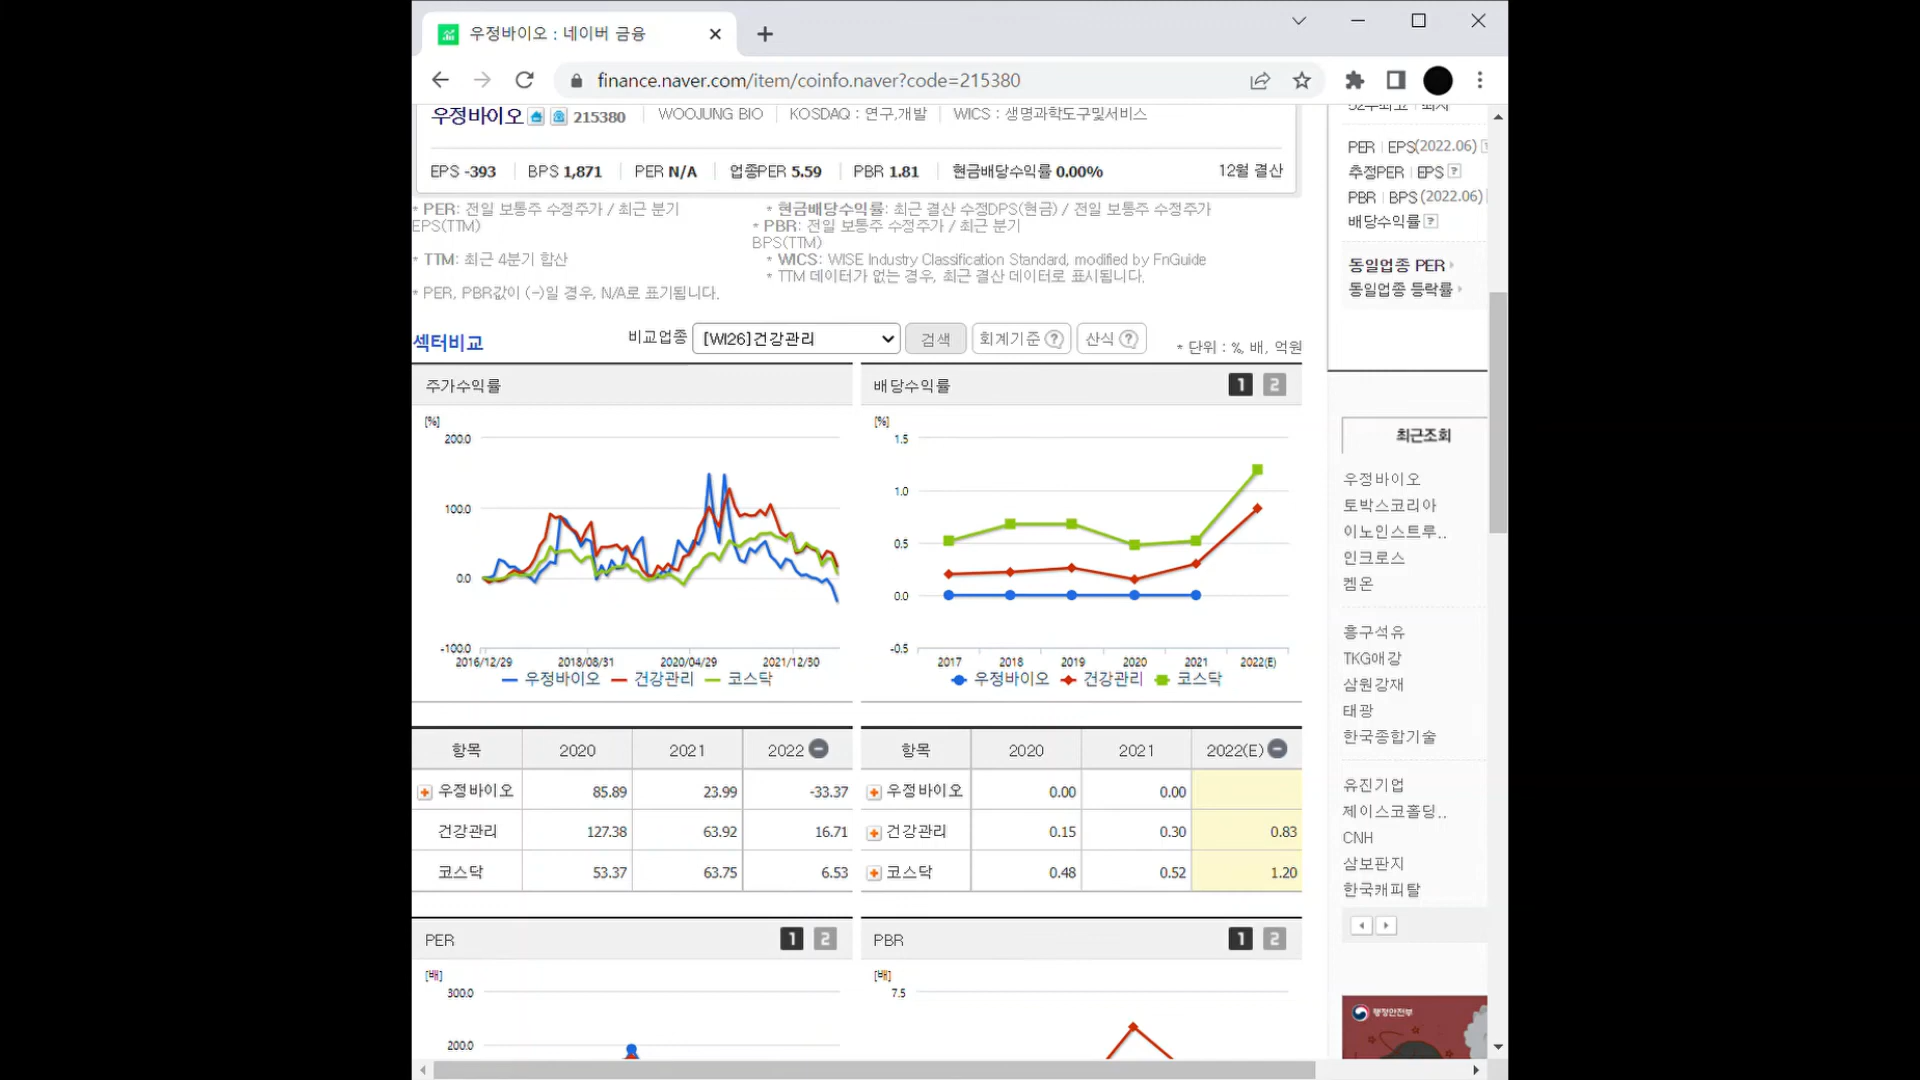 우정바이오 : 네이버 금융
finance.naver.com/item/coinfo.naver?code=215380
우정바이오 215380 WOOJUNG BIO KOSDAQ : 연구,개발 WICS : 생명과학도구및서비스
EPS -393 BPS 1,871 PER N/A 업종PER 5.59 PBR 1.81 현금배당수익률 0.00% 12월 결산
* PER: 전일 보통주 수정주가 / 최근 분기
EPS(TTM)
* TTM: 최근 4분기 합산
* PER, PBR값이 (-)일 경우, N/A로 표기됩니다.
* 현금배당수익률: 최근 결산 수정DPS(현금) / 전일 보통주 수정주가
* PBR: 전일 보통주 수정주가 / 최근 분기
BPS(TTM)
* WICS: WISE Industry Classification Standard, modified by FnGuide
* TTM 데이터가 없는 경우, 최근 결산 데이터로 표시됩니다.
섹터비교 비교업종 [WI26]건강관리 검색 회계기준 ? 산식 ? * 단위 : %, 배, 억원
주가수익률
[%]
200.0
100.0
0.0
-100.0
2016/12/29 2018/08/31 2020/04/29 2021/12/30
우정바이오 건강관리 코스닥
배당수익률 1 2
[%]
1.5
1.0
0.5
0.0
-0.5
2017 2018 2019 2020 2021 2022(E)
우정바이오 건강관리 코스닥
항목 2020 2021 2022
우정바이오 85.89 23.99 -33.37
건강관리 127.38 63.92 16.71
코스닥 53.37 63.75 6.53
항목 2020 2021 2022(E)
우정바이오 0.00 0.00
건강관리 0.15 0.30 0.83
코스닥 0.48 0.52 1.20
PER 1 2
[배]
300.0
200.0
PBR 1 2
[배]
7.5
PER EPS(2022.06) ?
추정PER EPS ?
PBR BPS (2022.06)
배당수익률 ?
동일업종 PER
동일업종 등락률
최근조회
우정바이오
토박스코리아
이노인스트루..
인크로스
켐온
흥구석유
TKG애강
삼원강재
태광
한국종합기술
유진기업
제이스코홀딩..
CNH
삼보판지
한국캐피탈
행정안전부